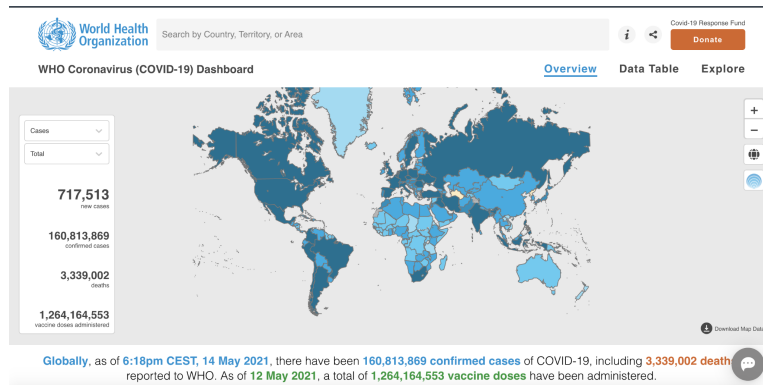 World Health
Organization
Search by Country, Territory, or Area
i
Covid-19 Response Fund
Donate
WHO Coronavirus (COVID-19) Dashboard
Overview
Data Table
Explore
Cases
Total
717,513
new cases
160,813,869
confirmed cases
3,339,002
deaths
1,264,164,553
vaccine doses administered
+
−
Download Map Data
Globally, as of 6:18pm CEST, 14 May 2021, there have been 160,813,869 confirmed cases of COVID-19, including 3,339,002 death
reported to WHO. As of 12 May 2021, a total of 1,264,164,553 vaccine doses have been administered.